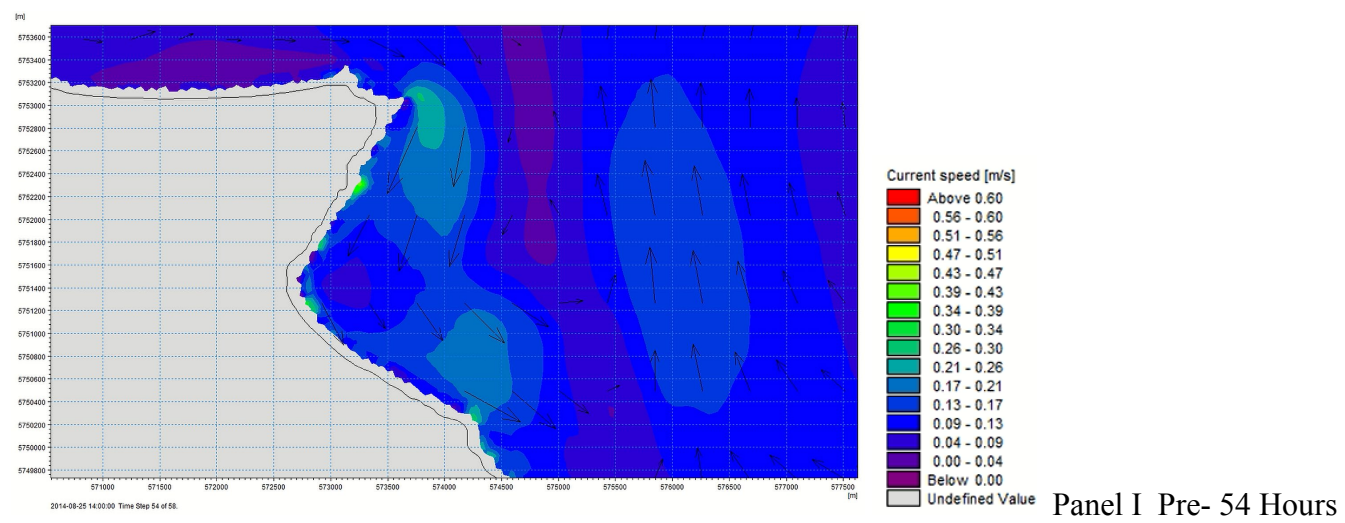 [m]
5753600
5753400
5753200
5753000
5752800
5752600
5752400
5752200
5752000
5751800
5751600
5751400
5751200
5751000
5750800
5750600
5750400
5750200
5750000
5749800
571000 571500 572000 572500 573000 573500 574000 574500 575000 575500 576000 576500 577000 577500
[m]
2014-08-25 14:00:00 Time Step 54 of 58.
Current speed [m/s]
Above 0.60
0.56 - 0.60
0.51 - 0.56
0.47 - 0.51
0.43 - 0.47
0.39 - 0.43
0.34 - 0.39
0.30 - 0.34
0.26 - 0.30
0.21 - 0.26
0.17 - 0.21
0.13 - 0.17
0.09 - 0.13
0.04 - 0.09
0.00 - 0.04
Below 0.00
Undefined Value
Panel I Pre- 54 Hours